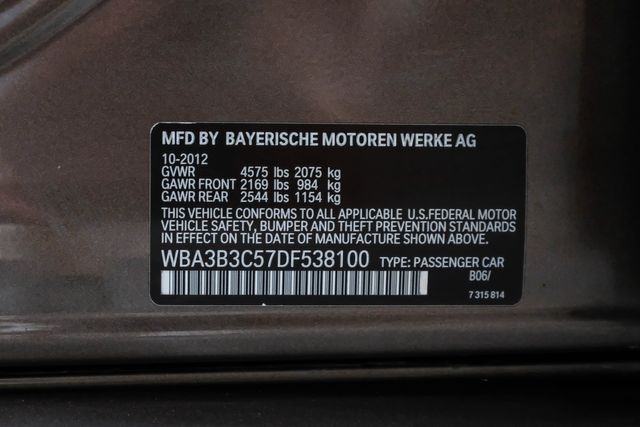 MFD BY BAYERISCHE MOTOREN WERKE AG
10-2012
GVWR 4575 lbs 2075 kg
GAWR FRONT 2169 lbs 984 kg
GAWR REAR 2544 lbs 1154 kg
THIS VEHICLE CONFORMS TO ALL APPLICABLE U.S.FEDERAL MOTOR
VEHICLE SAFETY, BUMPER AND THEFT PREVENTION STANDARDS
IN EFFECT ON THE DATE OF MANUFACTURE SHOWN ABOVE.
WBA3B3C57DF538100 TYPE: PASSENGER CAR
B06/
7 315 814